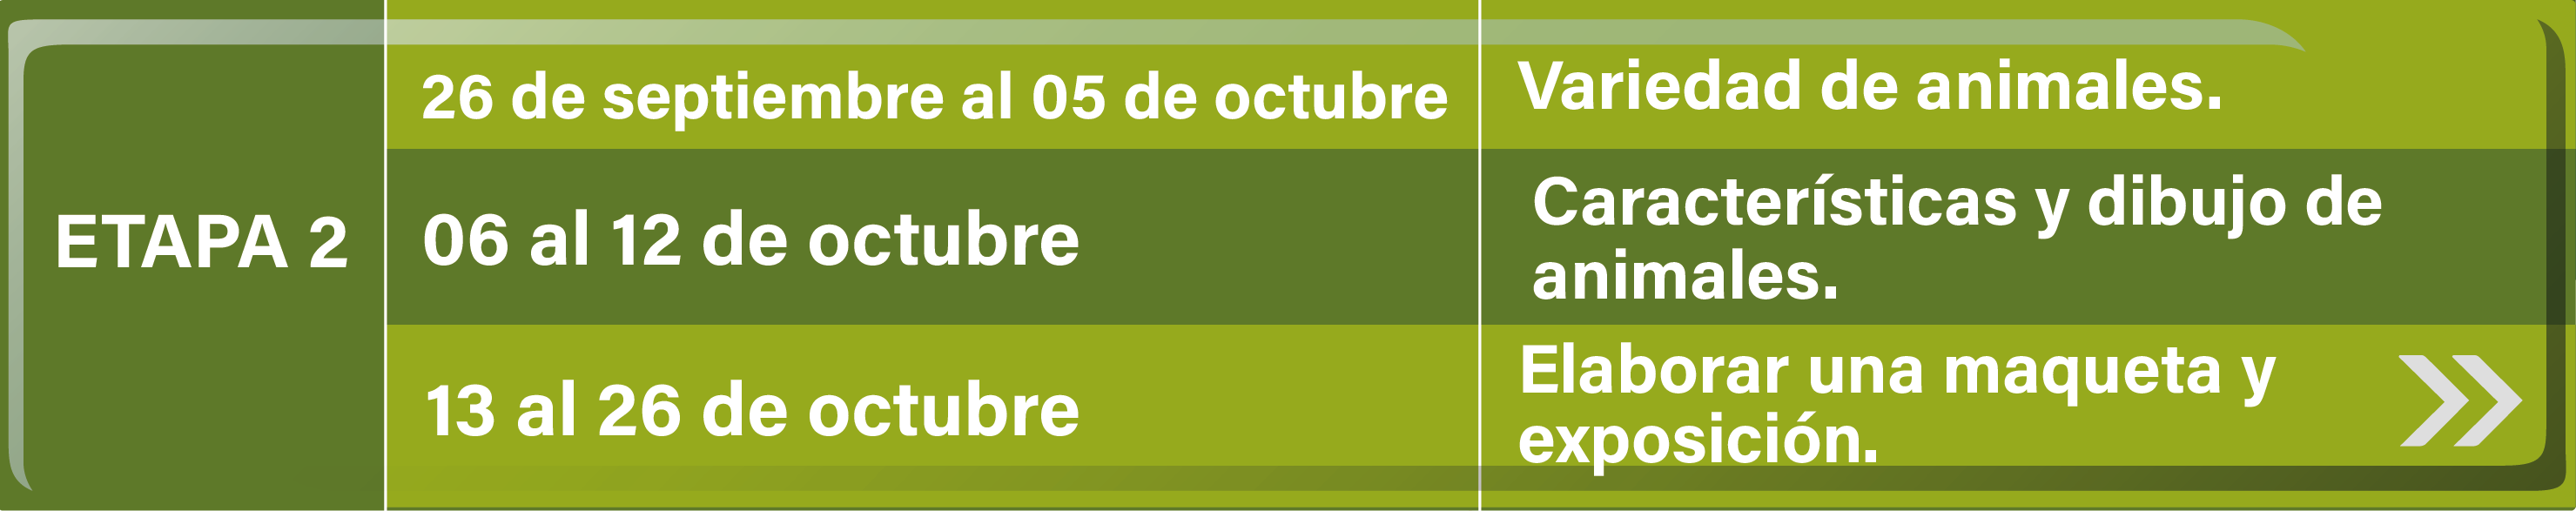 ETAPA 2
26 de septiembre al 05 de octubre
Variedad de animales.
06 al 12 de octubre
Características y dibujo de
animales.
13 al 26 de octubre
Elaborar una maqueta y
exposición.